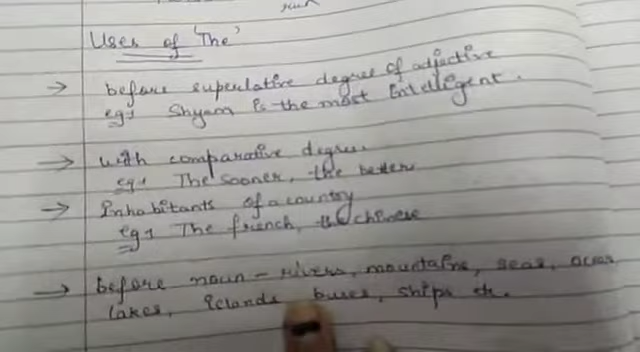 Uses of 'The'
→ before superlative degree of adjective
eg:- Shyam is the most Intelligent.
→ with comparative degree.
eg:- The sooner, the better
→ Inhabitants of a country
eg:- The french, the chinese
→ before noun - rivers, mountains, seas,
lakes, Islands buses, ships etc.